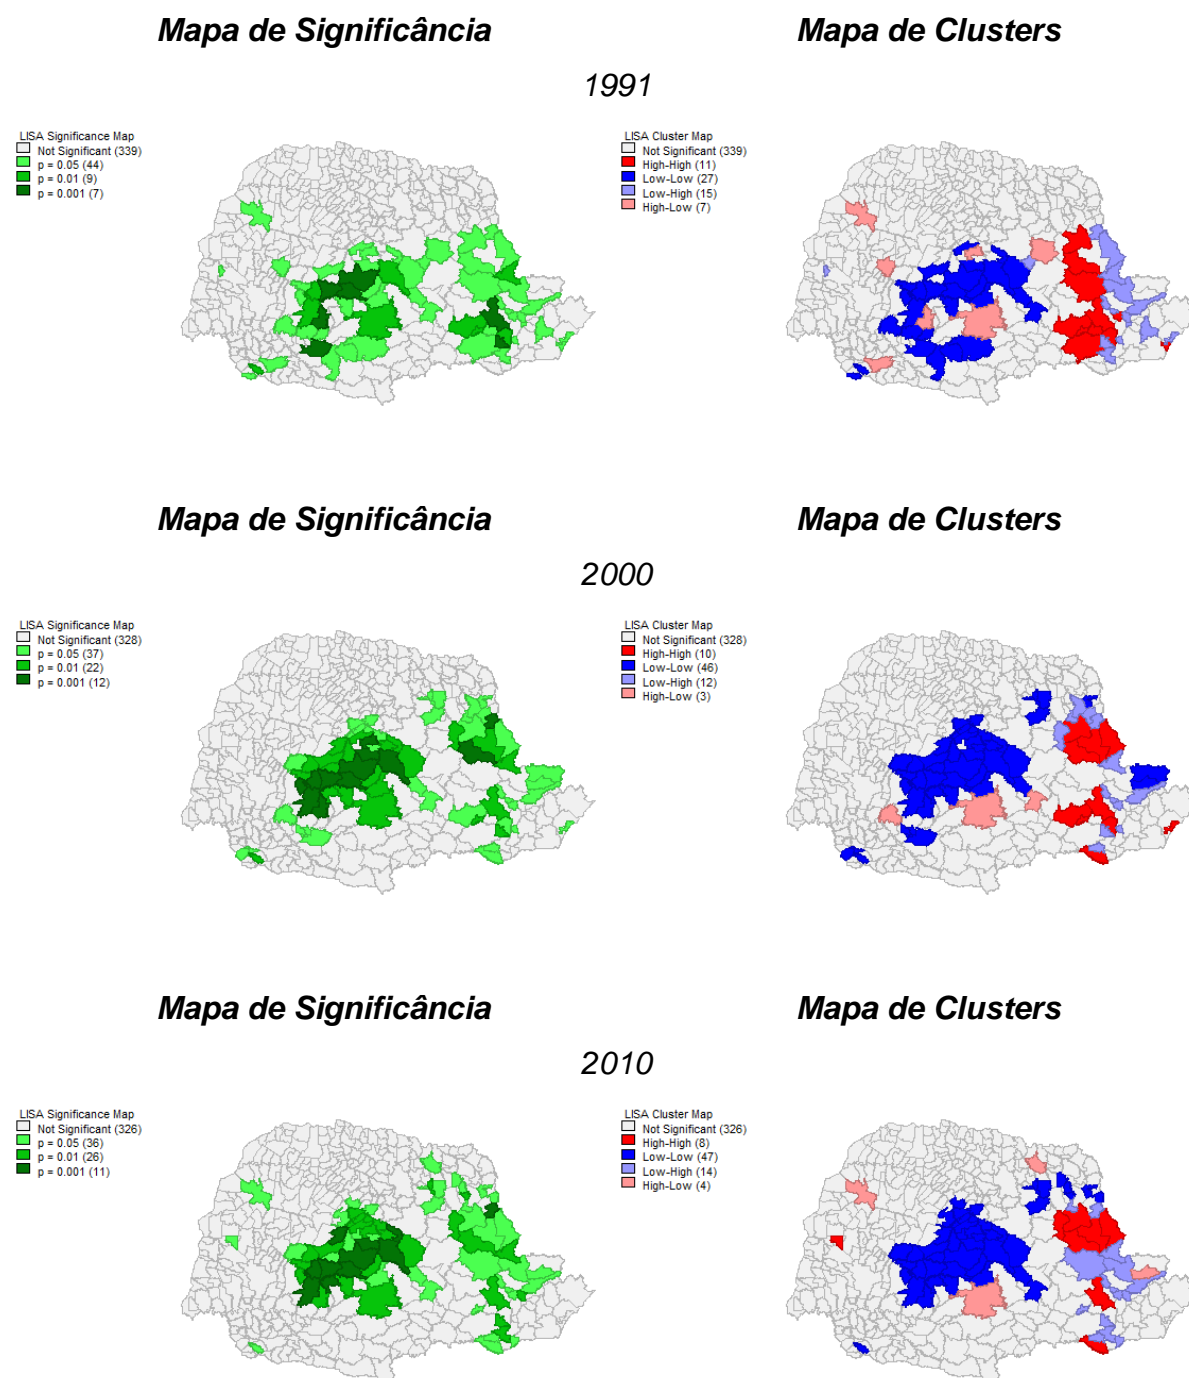 Mapa de Significância
Mapa de Clusters
1991
LISA Significance Map
Not Significant (339)
p = 0.05 (44)
p = 0.01 (9)
p = 0.001 (7)
LISA Cluster Map
Not Significant (339)
High-High (11)
Low-Low (27)
Low-High (15)
High-Low (7)
Mapa de Significância
Mapa de Clusters
2000
LISA Significance Map
Not Significant (328)
p = 0.05 (37)
p = 0.01 (22)
p = 0.001 (12)
LISA Cluster Map
Not Significant (328)
High-High (10)
Low-Low (46)
Low-High (12)
High-Low (3)
Mapa de Significância
Mapa de Clusters
2010
LISA Significance Map
Not Significant (326)
p = 0.05 (36)
p = 0.01 (26)
p = 0.001 (11)
LISA Cluster Map
Not Significant (326)
High-High (8)
Low-Low (47)
Low-High (14)
High-Low (4)